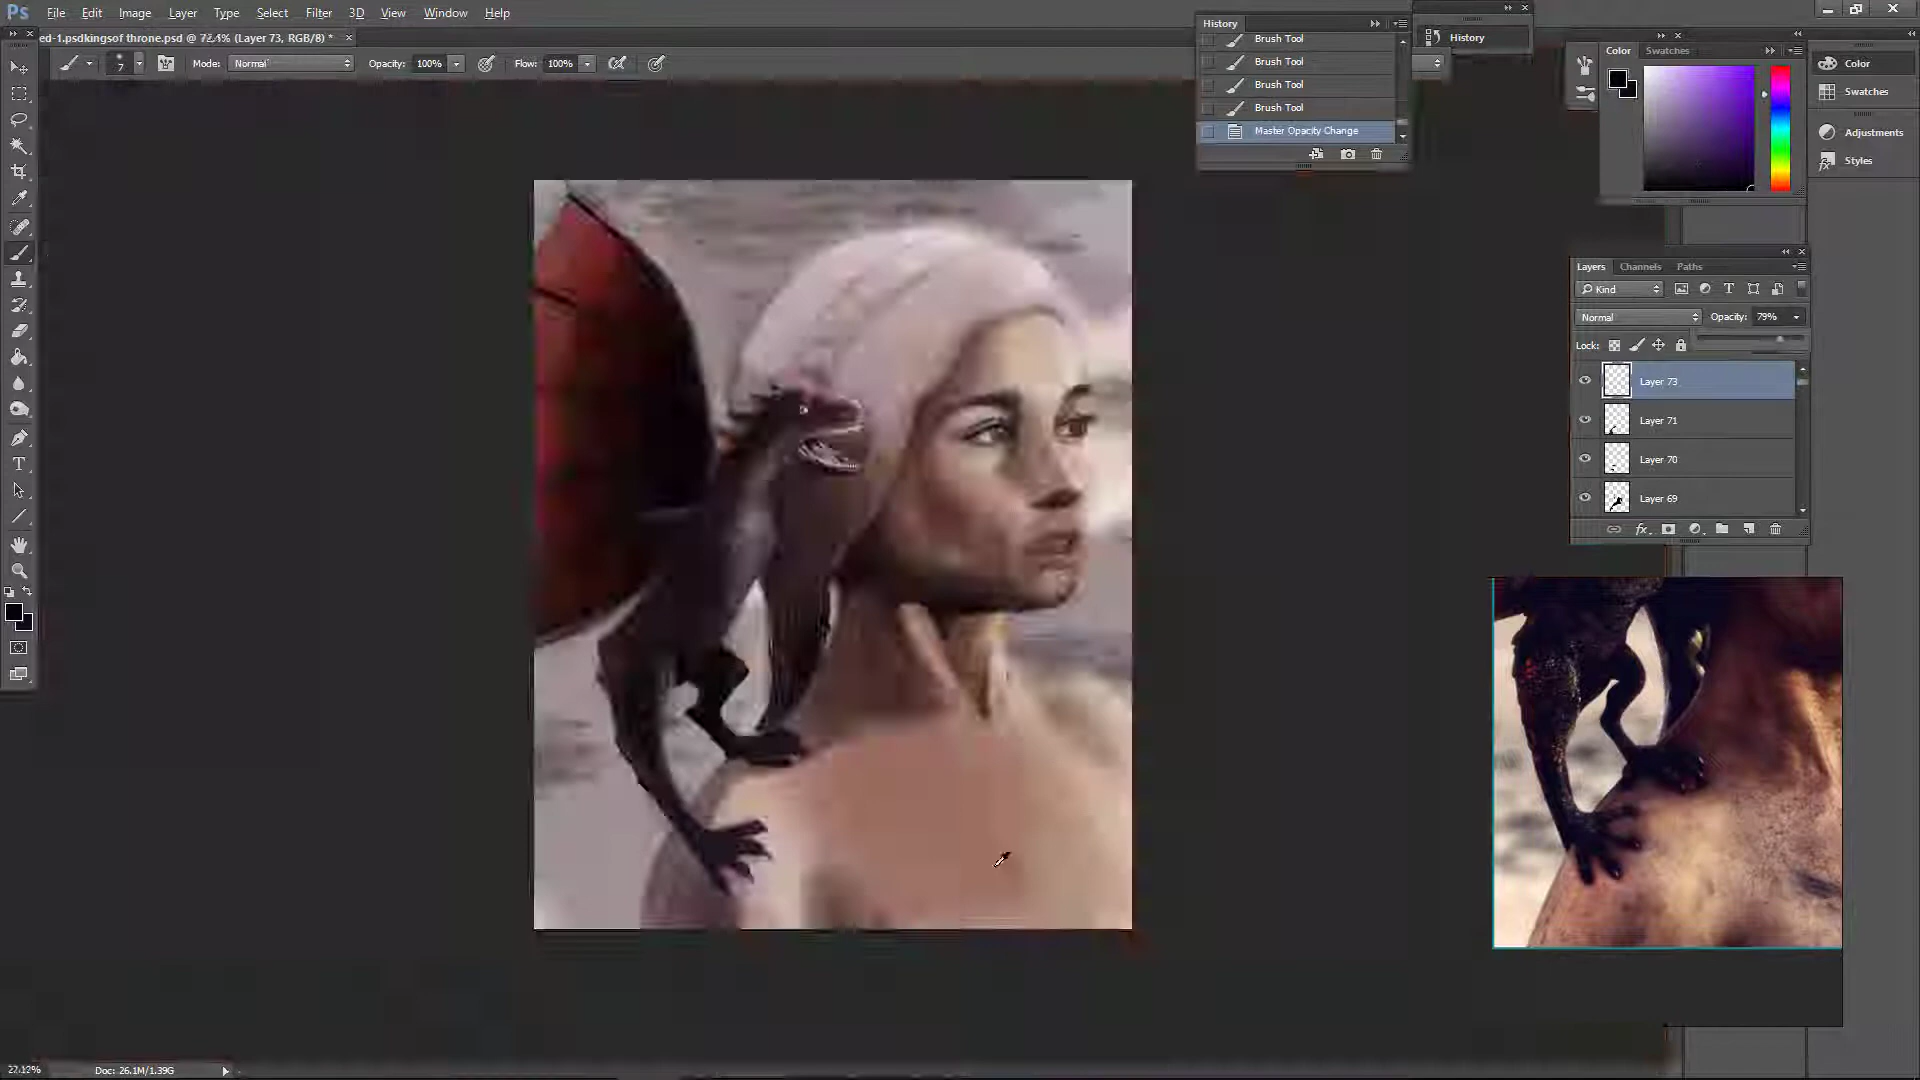 Ps File Edit Image Layer Type Select Filter 3D View Window Help
ed-1.psdkingsof throne.psd @ 72.4% (Layer 73, RGB/8) *
7 Mode: Normal Opacity: 100% Flow: 100%
History
Brush Tool
Brush Tool
Brush Tool
Brush Tool
Master Opacity Change
History
Color Swatches
Color
Swatches
Adjustments
Styles
Layers Channels Paths
Kind
Normal Opacity: 79%
Lock:
Layer 73
Layer 71
Layer 70
Layer 69
fx
Doc: 26.1M/1.39G